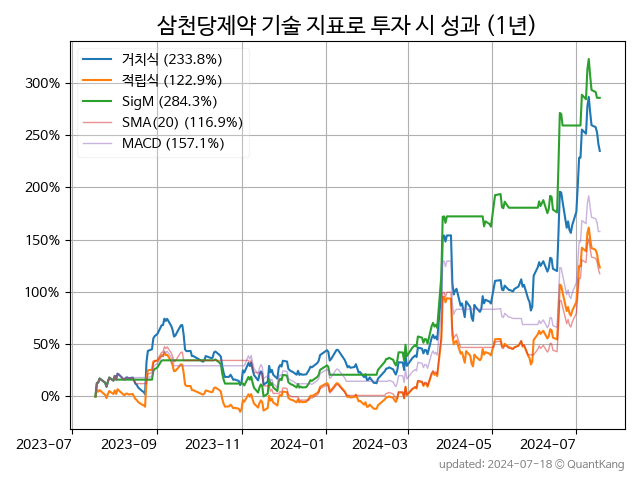 삼천당제약 기술 지표로 투자 시 성과 (1년)
거치식 (233.8%)
적립식 (122.9%)
SigM (284.3%)
SMA(20) (116.9%)
MACD (157.1%)
300%
250%
200%
150%
100%
50%
0%
2023-07 2023-09 2023-11 2024-01 2024-03 2024-05 2024-07
updated: 2024-07-18 ⓒ QuantKang